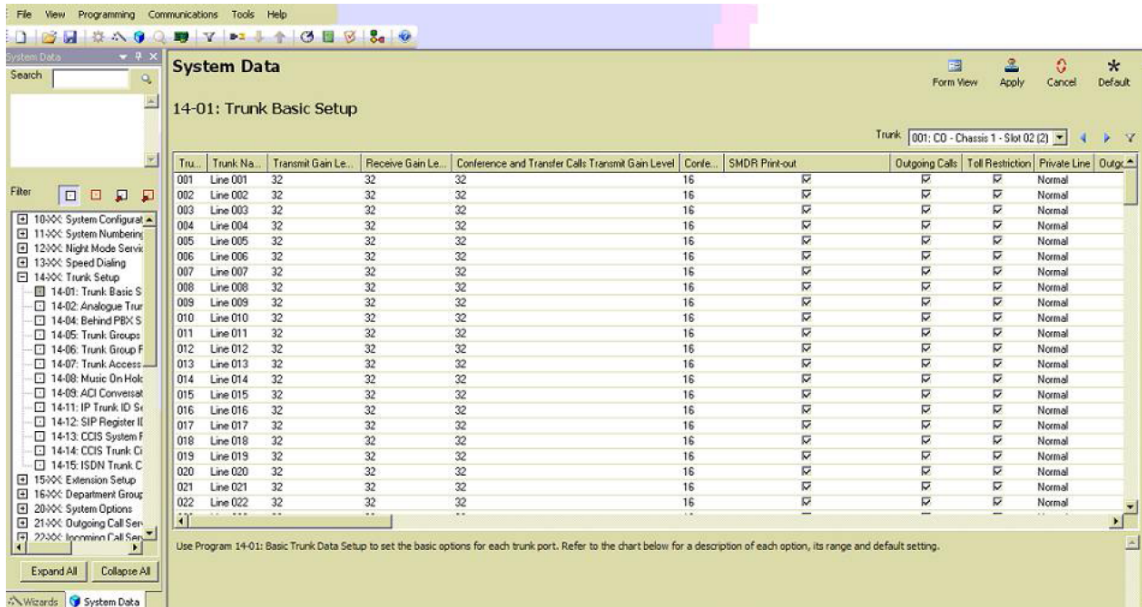 File View Programming Communications Tools Help
System Data
Search
Filter
10-XX: System Configurat
11-XX: System Numbering
12-XX: Night Mode Servic
13-XX: Speed Dialing
14-XX: Trunk Setup
14-01: Trunk Basic S
14-02: Analogue Trun
14-04: Behind PBX S
14-05: Trunk Groups
14-06: Trunk Group F
14-07: Trunk Access
14-08: Music On Hold
14-09: ACI Conversat
14-11: IP Trunk ID Se
14-12: SIP Register ID
14-13: CCIS System F
14-14: CCIS Trunk Ci
14-15: ISDN Trunk C
15-XX: Extension Setup
16-XX: Department Group
20-XX: System Options
21-XX: Outgoing Call Serv
22-XX: Incoming Call Serv
Expand All Collapse All
Wizards System Data
System Data
Form View Apply Cancel Default
14-01: Trunk Basic Setup
Trunk 001: CO - Chassis 1 - Slot 02 (2)
Tru... Trunk Na... Transmit Gain Le... Receive Gain Le... Conference and Transfer Calls Transmit Gain Level Confe... SMDR Print-out Outgoing Calls Toll Restriction Private Line Outgo
001 Line 001 32 32 32 16 Normal
002 Line 002 32 32 32 16 Normal
003 Line 003 32 32 32 16 Normal
004 Line 004 32 32 32 16 Normal
005 Line 005 32 32 32 16 Normal
006 Line 006 32 32 32 16 Normal
007 Line 007 32 32 32 16 Normal
008 Line 008 32 32 32 16 Normal
009 Line 009 32 32 32 16 Normal
010 Line 010 32 32 32 16 Normal
011 Line 011 32 32 32 16 Normal
012 Line 012 32 32 32 16 Normal
013 Line 013 32 32 32 16 Normal
014 Line 014 32 32 32 16 Normal
015 Line 015 32 32 32 16 Normal
016 Line 016 32 32 32 16 Normal
017 Line 017 32 32 32 16 Normal
018 Line 018 32 32 32 16 Normal
019 Line 019 32 32 32 16 Normal
020 Line 020 32 32 32 16 Normal
021 Line 021 32 32 32 16 Normal
022 Line 022 32 32 32 16 Normal
Use Program 14-01: Basic Trunk Data Setup to set the basic options for each trunk port. Refer to the chart below for a description of each option, its range and default setting.